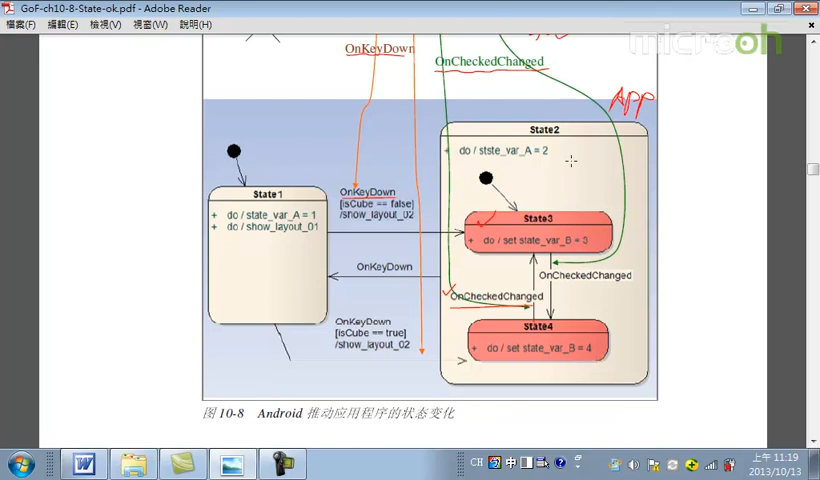 GoF-ch10-8-State-ok.pdf - Adobe Reader
檔案(F) 編輯(E) 檢視(V) 視窗(W) 說明(H)
microoh
OnKeyDown
OnCheckedChanged
APP
State2
+ do / stste_var_A = 2
State1
+ do / state_var_A = 1
+ do / show_layout_01
OnKeyDown
[isCube == false]
/show_layout_02
State3
+ do / set state_var_B = 3
OnKeyDown
OnCheckedChanged
OnCheckedChanged
OnKeyDown
[isCube == true]
/show_layout_02
State4
+ do / set state_var_B = 4
图 10-8 Android 推动应用程序的状态变化
CH 中
上午 11:19
2013/10/13